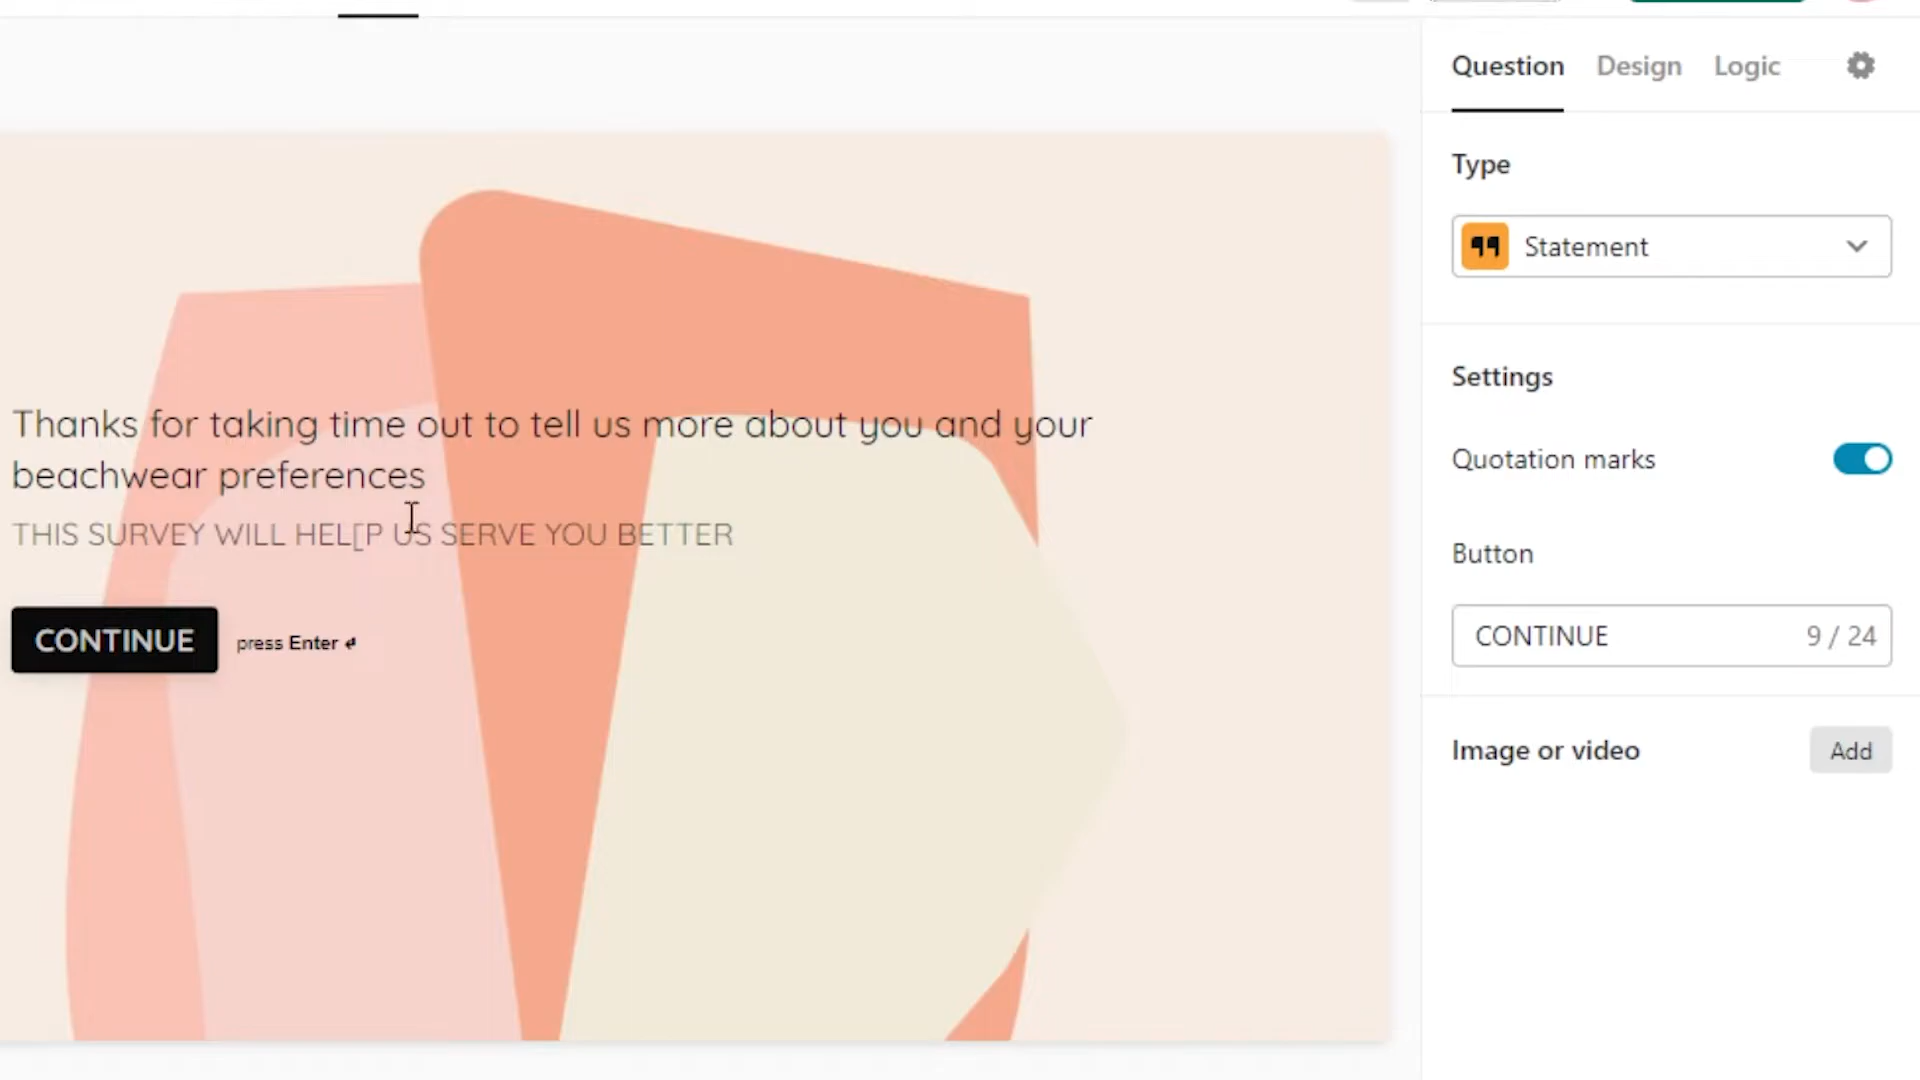 Question Design Logic
Type
Statement
Settings
Thanks for taking time out to tell us more about you and your
beachwear preferences
Quotation marks
THIS SURVEY WILL HEL[P US SERVE YOU BETTER
Button
CONTINUE press Enter ↵
CONTINUE 9 / 24
Image or video Add